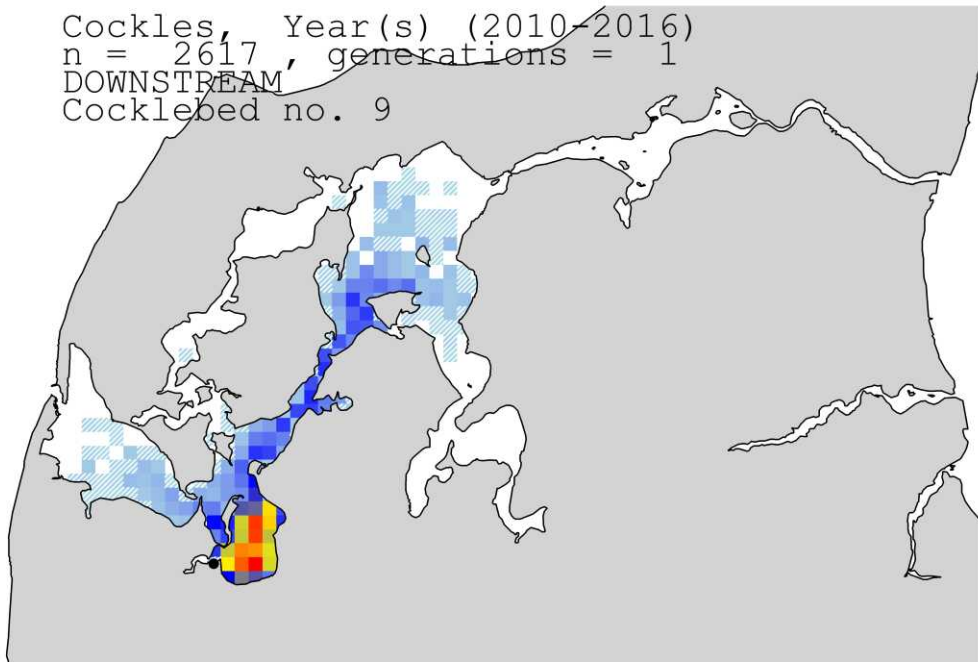 Cockles, Year(s) (2010-2016)
n = 2617 , generations = 1
DOWNSTREAM
Cocklebed no. 9